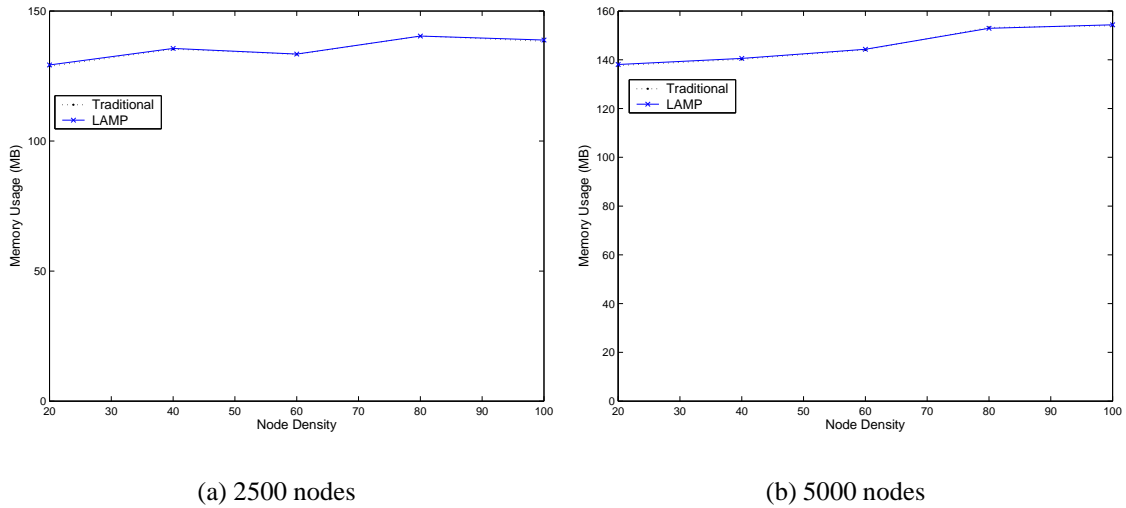 150
100
50
0
Memory Usage (MB)
Traditional
LAMP
20 30 40 50 60 70 80 90 100
Node Density
(a) 2500 nodes
160
140
120
100
80
60
40
20
0
Memory Usage (MB)
Traditional
LAMP
20 30 40 50 60 70 80 90 100
Node Density
(b) 5000 nodes